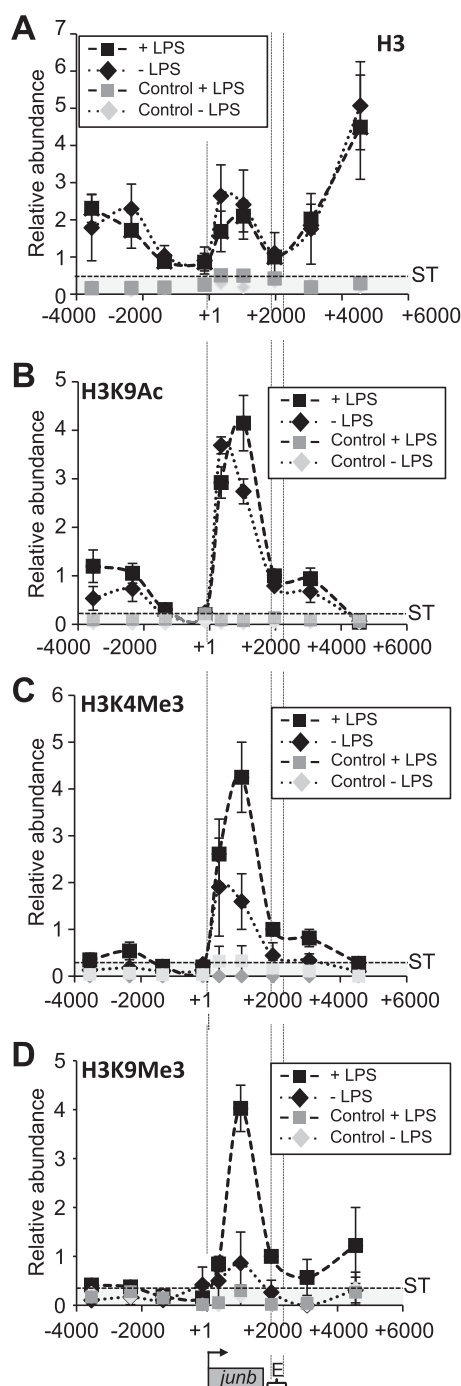 A
H3
+ LPS
- LPS
Control + LPS
Control - LPS
Relative abundance
7
6
5
4
3
2
1
0
ST
-4000 -2000 +1 +2000 +4000 +6000
B
H3K9Ac
+ LPS
- LPS
Control + LPS
Control - LPS
Relative abundance
5
4
3
2
1
0
ST
-4000 -2000 +1 +2000 +4000 +6000
C
H3K4Me3
+ LPS
- LPS
Control + LPS
Control - LPS
Relative abundance
6
5
4
3
2
1
0
ST
-4000 -2000 +1 +2000 +4000 +6000
D
H3K9Me3
+ LPS
- LPS
Control + LPS
Control - LPS
Relative abundance
5
4
3
2
1
0
ST
-4000 -2000 +1 +2000 +4000 +6000
junb
E